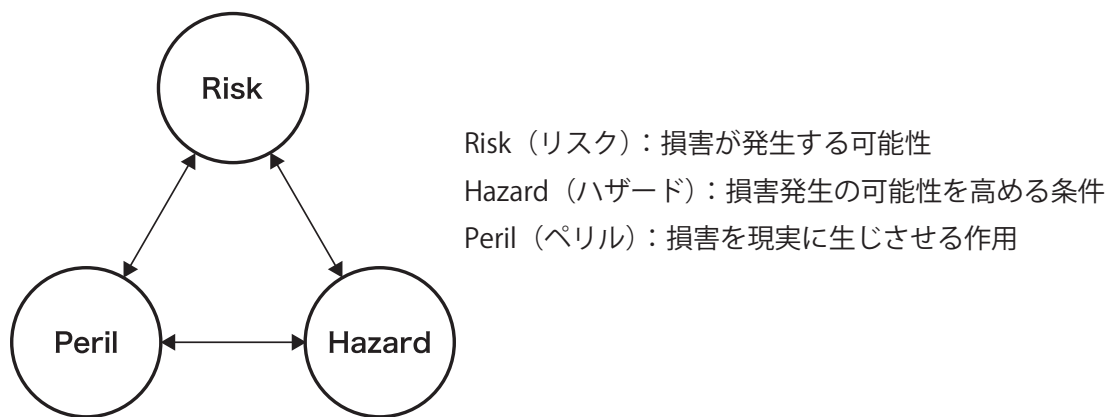 Risk
Risk（リスク）：損害が発生する可能性
Hazard（ハザード）：損害発生の可能性を高める条件
Peril（ペリル）：損害を現実に生じさせる作用
Peril
Hazard